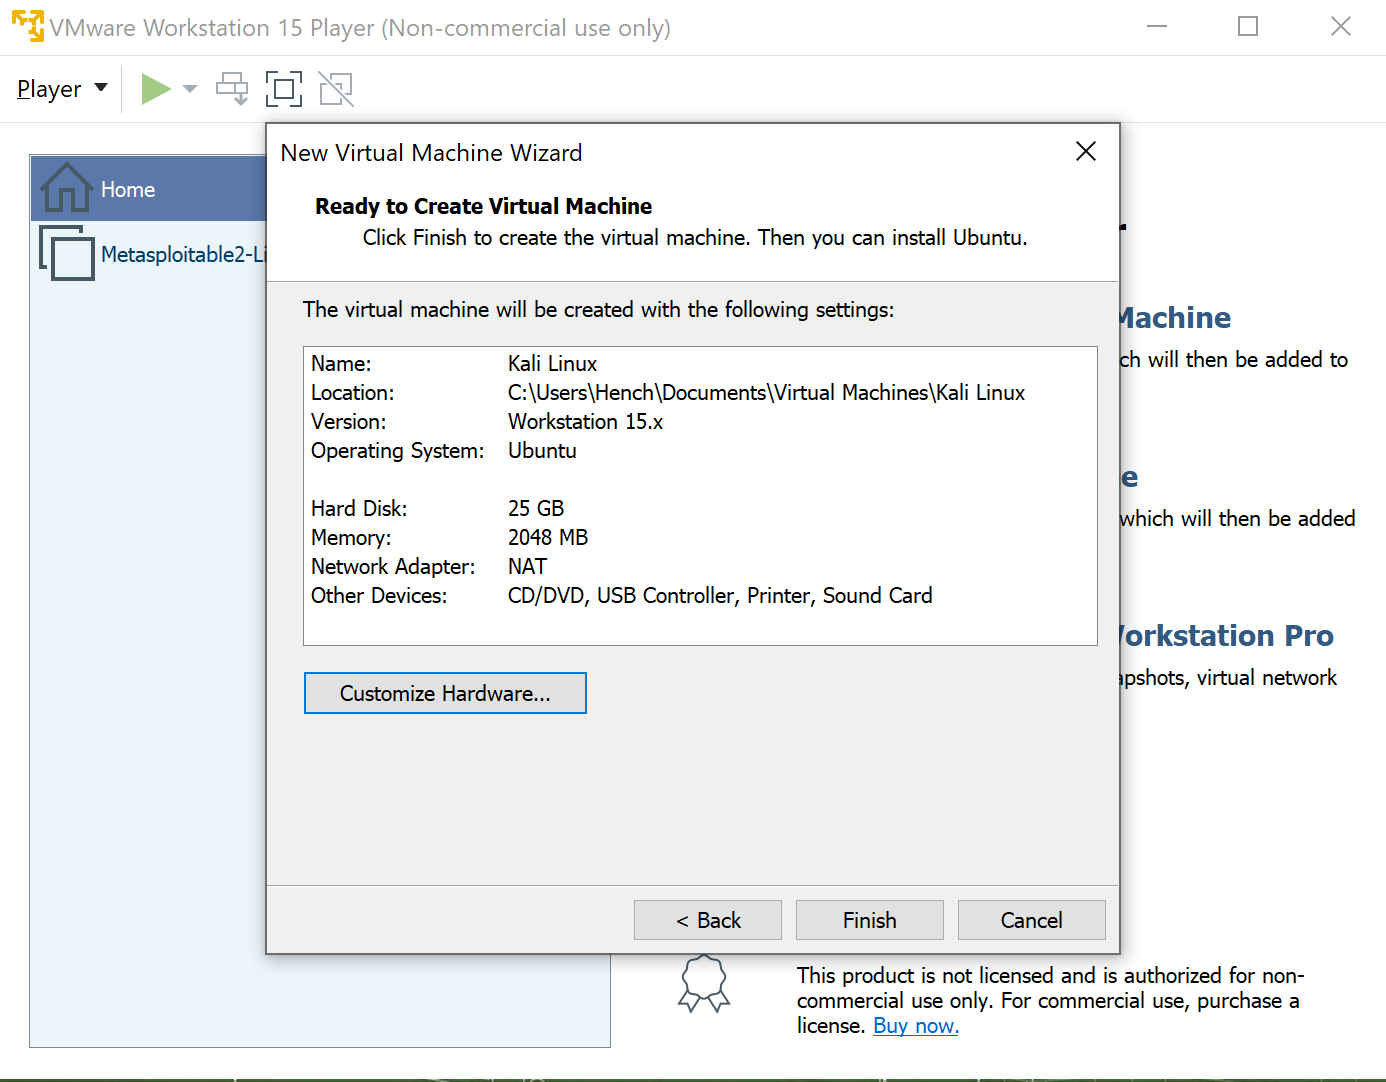 VMware Workstation 15 Player (Non-commercial use only)
Player
Home
Metasploitable2-Li
New Virtual Machine Wizard
Ready to Create Virtual Machine
Click Finish to create the virtual machine. Then you can install Ubuntu.
The virtual machine will be created with the following settings:
Name: Kali Linux
Location: C:\Users\Hench\Documents\Virtual Machines\Kali Linux
Version: Workstation 15.x
Operating System: Ubuntu
Hard Disk: 25 GB
Memory: 2048 MB
Network Adapter: NAT
Other Devices: CD/DVD, USB Controller, Printer, Sound Card
Customize Hardware...
< Back
Finish
Cancel
Machine
ch will then be added to
e
which will then be added
orkstation Pro
apshots, virtual network
This product is not licensed and is authorized for non-
commercial use only. For commercial use, purchase a
license. Buy now.